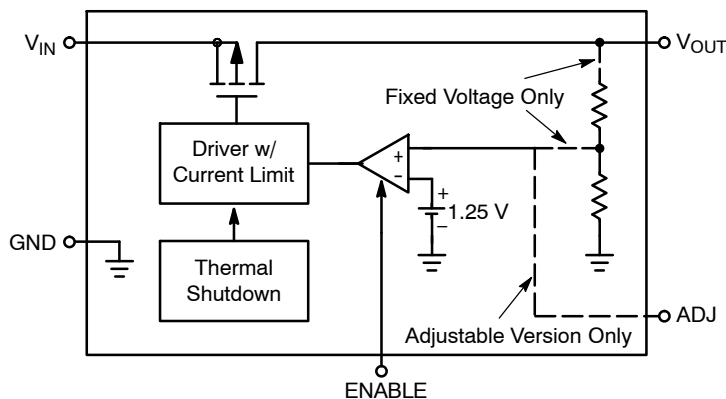 V_IN
V_OUT
Fixed Voltage Only
Driver w/
Current Limit
+
−
+
1.25 V
−
GND
Thermal
Shutdown
ADJ
Adjustable Version Only
ENABLE